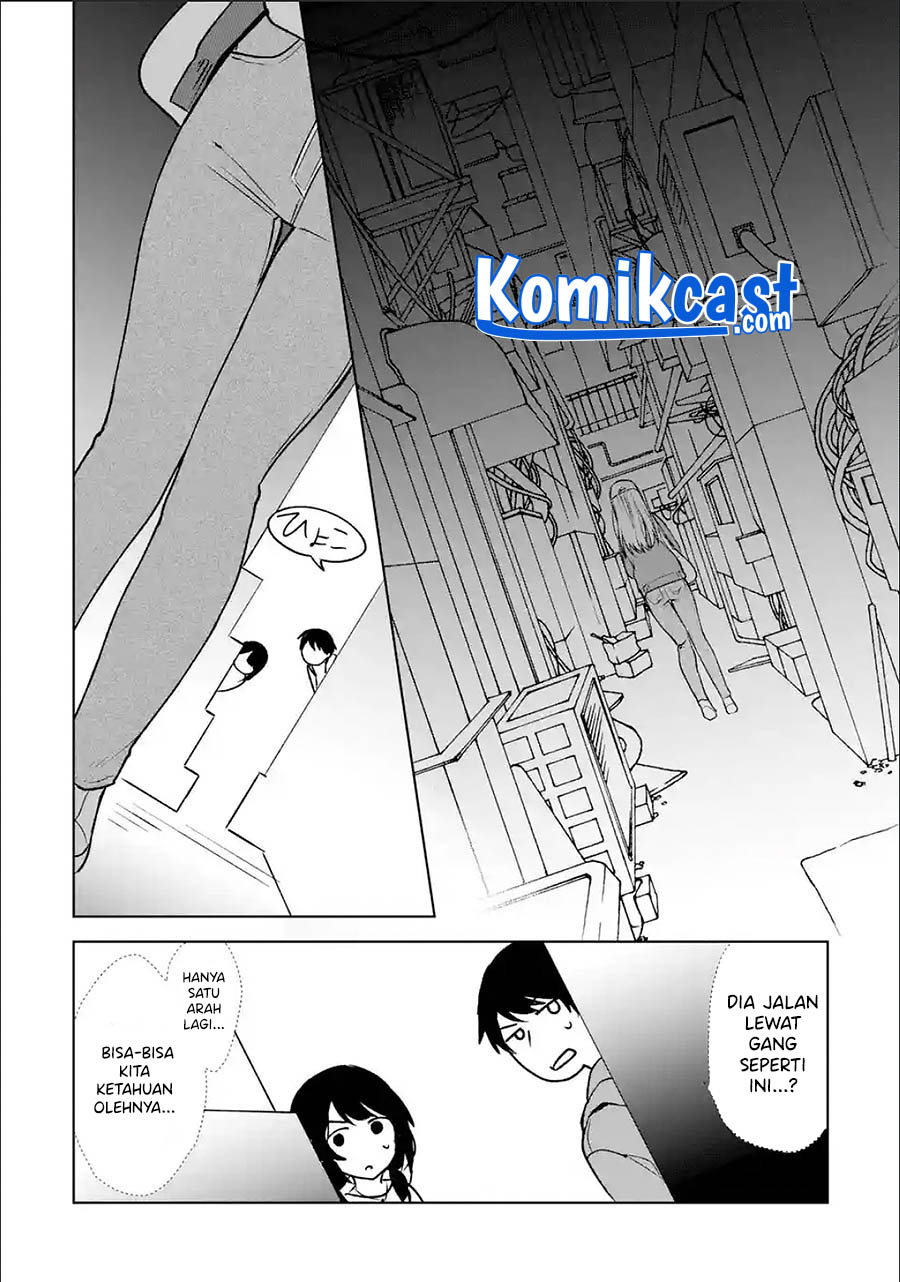 Komikcast
.com
ひょこ
DIA JALAN
LEWAT
GANG
SEPERTI
INI...?
HANYA
SATU
ARAH
LAGI...
BISA-BISA
KITA
KETAHUAN
OLEHNYA...